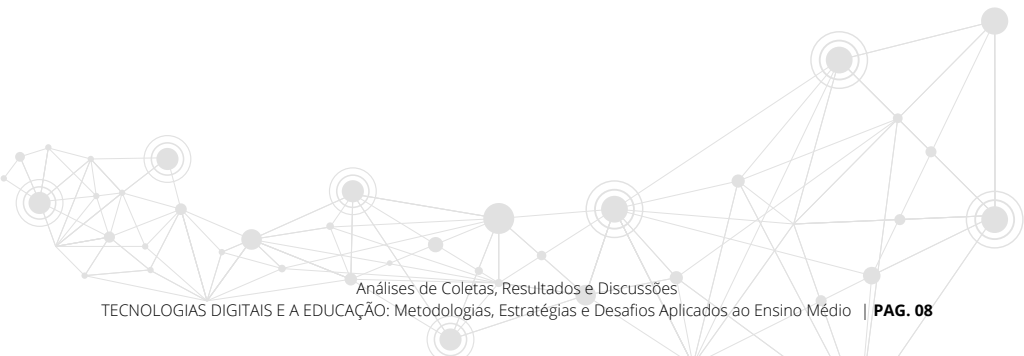 Análises de Coletas, Resultados e Discussões
TECNOLOGIAS DIGITAIS E A EDUCAÇÃO: Metodologias, Estratégias e Desafios Aplicados ao Ensino Médio | PAG. 08